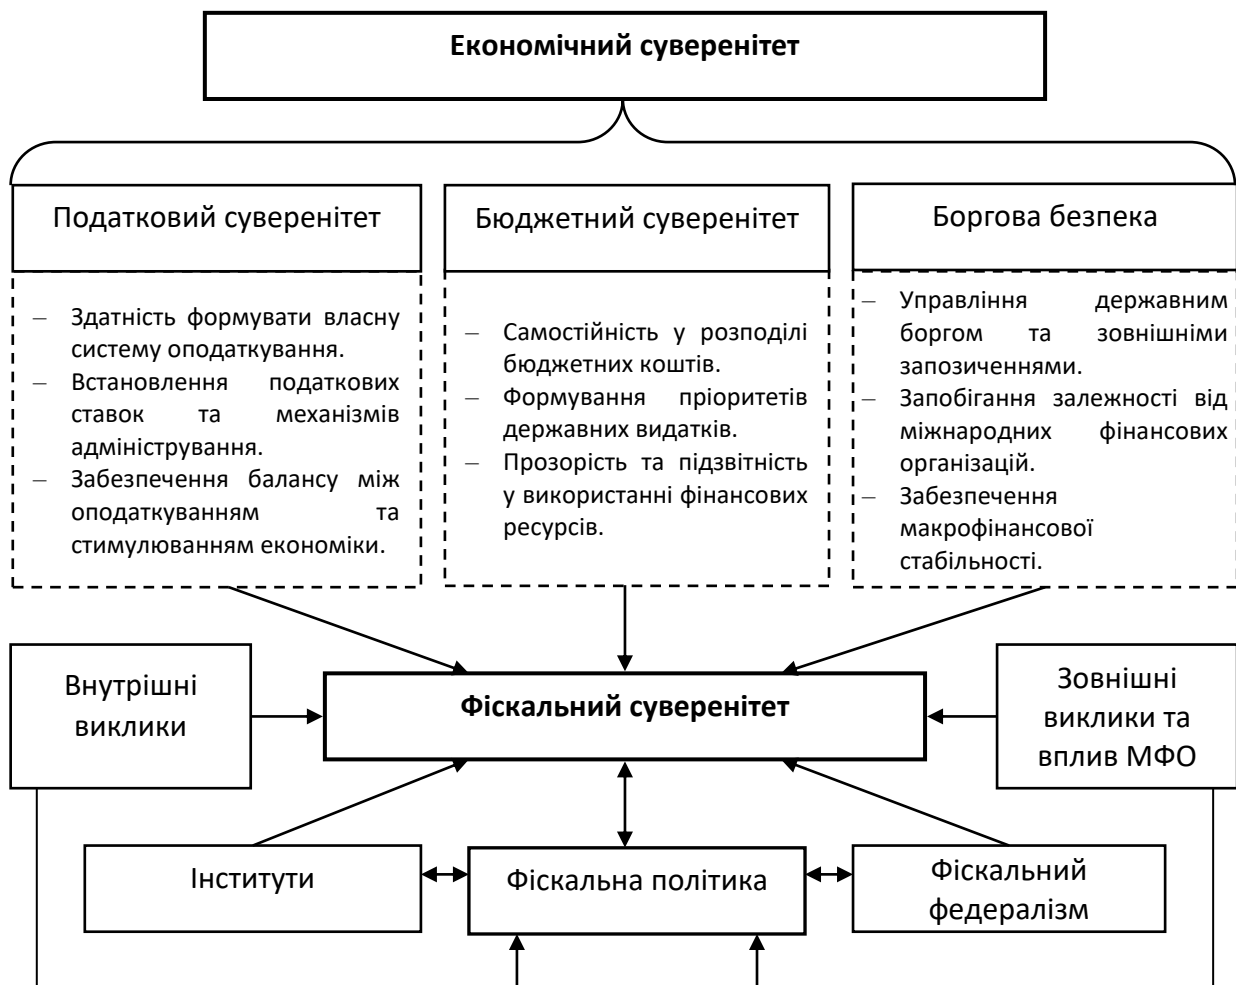 Економічний суверенітет
Податковий суверенітет
– Здатність формувати власну
систему оподаткування.
– Встановлення податкових
ставок та механізмів
адміністрування.
– Забезпечення балансу між
оподаткуванням та
стимулюванням економіки.
Бюджетний суверенітет
– Самостійність у розподілі
бюджетних коштів.
– Формування пріоритетів
державних видатків.
– Прозорість та підзвітність
у використанні фінансових
ресурсів.
Боргова безпека
– Управління державним
боргом та зовнішніми
запозиченнями.
– Запобігання залежності від
міжнародних фінансових
організацій.
– Забезпечення
макрофінансової
стабільності.
Внутрішні
виклики
Фіскальний суверенітет
Зовнішні
виклики та
вплив МФО
Інститути
Фіскальна політика
Фіскальний
федералізм